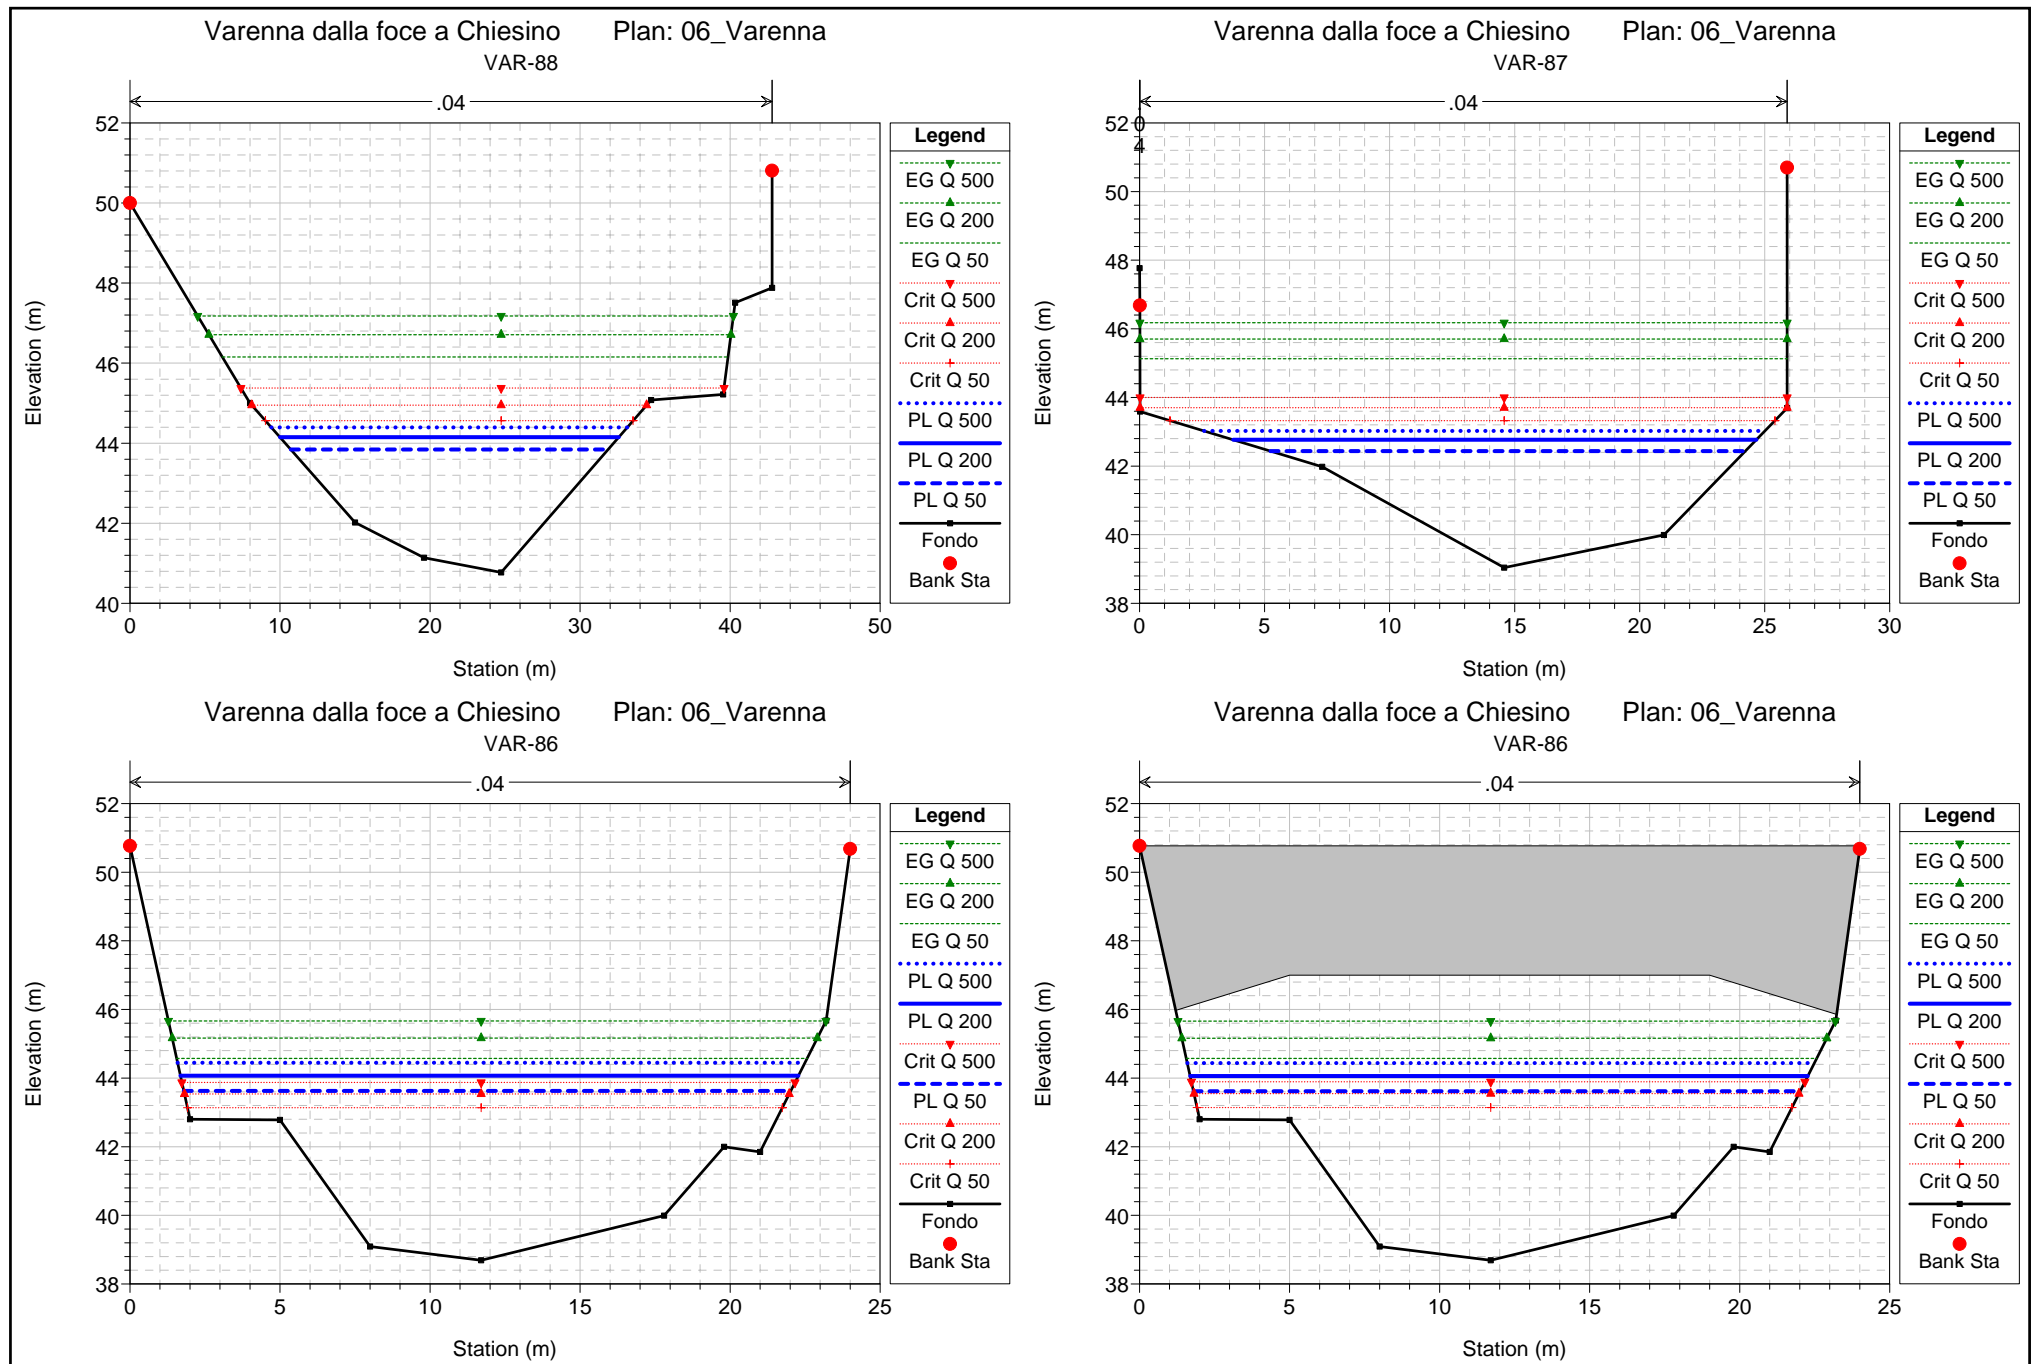 Varenna dalla foce a Chiesino Plan: 06_Varenna
VAR-88
.04
52
50
48
46
44
42
40
0 10 20 30 40 50
Elevation (m)
Station (m)
Legend
EG Q 500
EG Q 200
EG Q 50
Crit Q 500
Crit Q 200
Crit Q 50
PL Q 500
PL Q 200
PL Q 50
Fondo
Bank Sta
Varenna dalla foce a Chiesino Plan: 06_Varenna
VAR-87
.04
.04
52
50
48
46
44
42
40
38
0 5 10 15 20 25 30
Elevation (m)
Station (m)
Legend
EG Q 500
EG Q 200
EG Q 50
Crit Q 500
Crit Q 200
Crit Q 50
PL Q 500
PL Q 200
PL Q 50
Fondo
Bank Sta
Varenna dalla foce a Chiesino Plan: 06_Varenna
VAR-86
.04
52
50
48
46
44
42
40
38
0 5 10 15 20 25
Elevation (m)
Station (m)
Legend
EG Q 500
EG Q 200
EG Q 50
PL Q 500
PL Q 200
Crit Q 500
PL Q 50
Crit Q 200
Crit Q 50
Fondo
Bank Sta
Varenna dalla foce a Chiesino Plan: 06_Varenna
VAR-86
.04
52
50
48
46
44
42
40
38
0 5 10 15 20 25
Elevation (m)
Station (m)
Legend
EG Q 500
EG Q 200
EG Q 50
PL Q 500
PL Q 200
Crit Q 500
PL Q 50
Crit Q 200
Crit Q 50
Fondo
Bank Sta